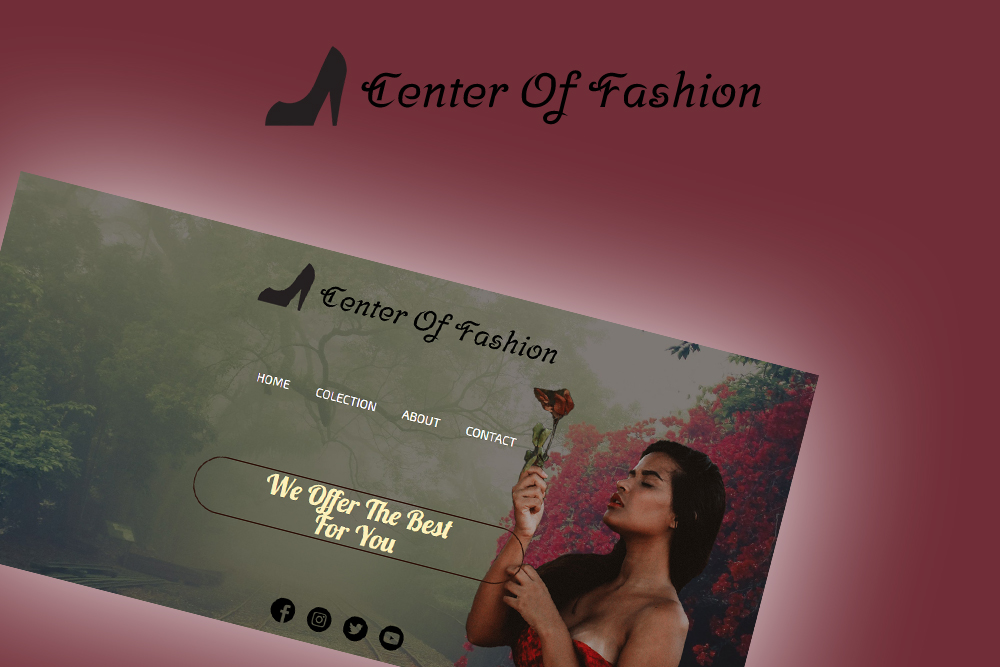 Center Of Fashion
Center Of Fashion
HOME COLECTION ABOUT CONTACT
We Offer The Best
For You